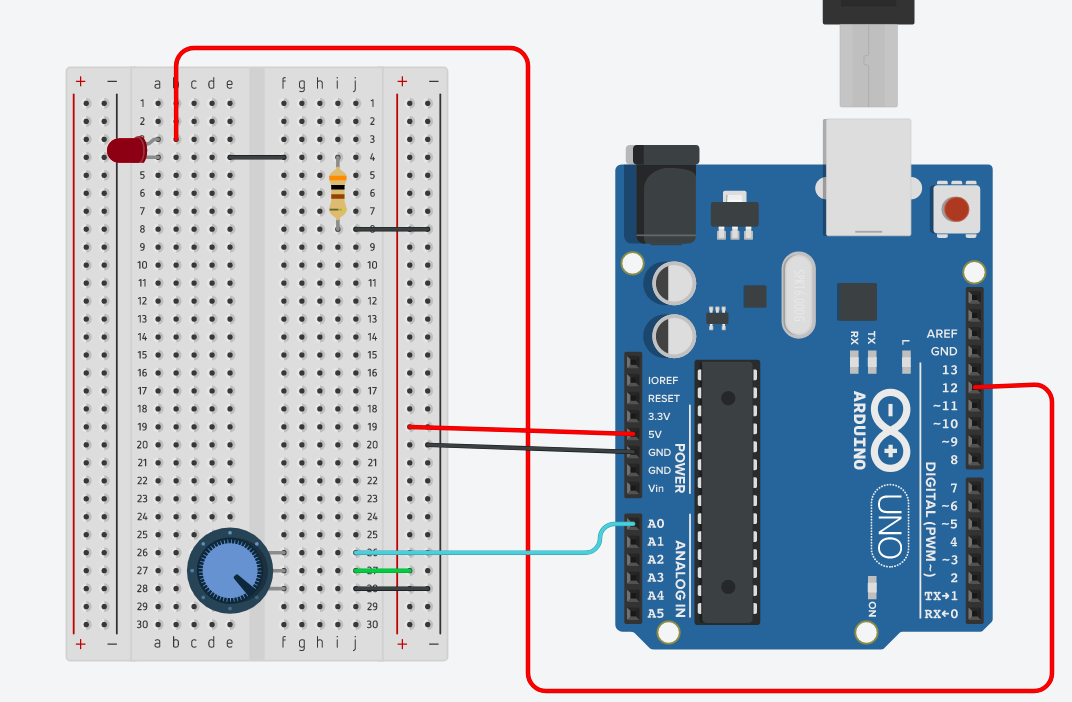 + − a b c d e f g h i j + −
1 1
2 2
3 3
4 4
5 5
6 6
7 7
8 8
9 9
10 10
11 11
12 12
13 13
14 14
15 15
16 16
17 17
18 18
19 19
20 20
21 21
22 22
23 23
24 24
25 25
26 26
27 27
28 28
29 29
30 30
+ − a b c d e f g h i j + −
IOREF
RESET
3.3V
5V
GND
GND
Vin
POWER
A0
A1
A2
A3
A4
A5
ANALOG IN
RX
TX
L
ARDUINO
UNO
ON
AREF
GND
13
12
~11
~10
~9
8
7
~6
~5
4
~3
2
TX→1
RX←0
DIGITAL (PWM~)